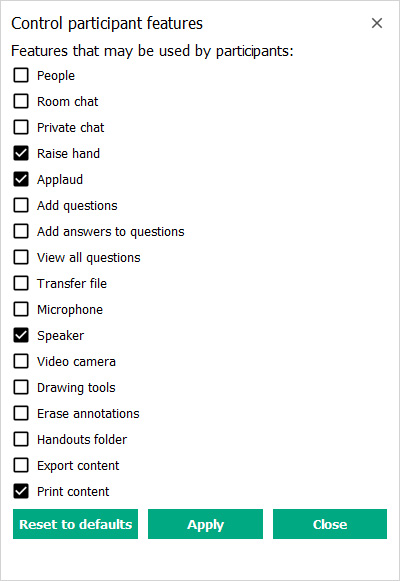 Control participant features
Features that may be used by participants:
People
Room chat
Private chat
Raise hand
Applaud
Add questions
Add answers to questions
View all questions
Transfer file
Microphone
Speaker
Video camera
Drawing tools
Erase annotations
Handouts folder
Export content
Print content
Reset to defaults Apply Close